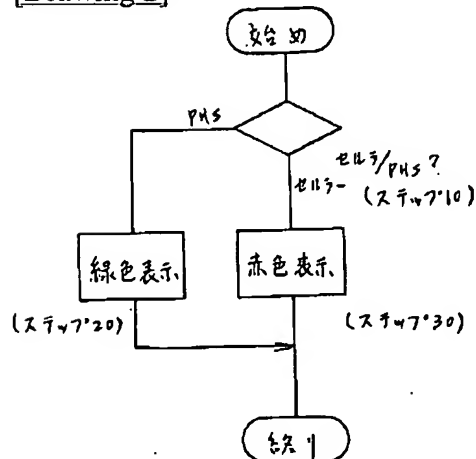 [Drawing 2]
始め
PHS
セルラ/PHS?
セルラー
(ステップ10)
緑色表示
赤色表示
(ステップ20)
(ステップ30)
終り